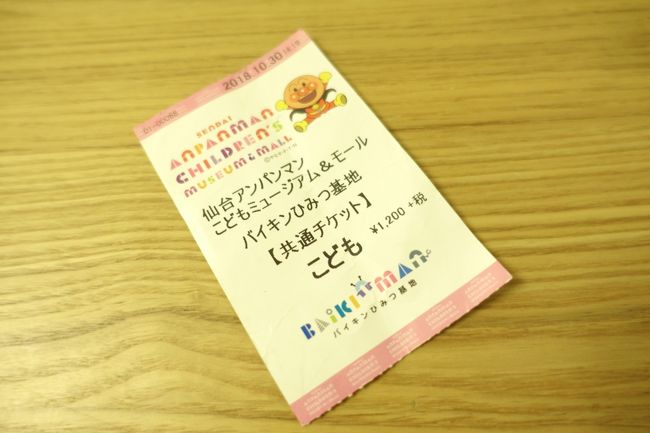 01-60088
2018.10.30
SENDAI
ANPANMAN
CHILDREN'S
MUSEUM & MALL
仙台アンパンマン
こどもミュージアム&モール
バイキンひみつ基地
【共通チケット】
こども ¥1,200 +税
BAiKiNMAN
バイキンひみつ基地